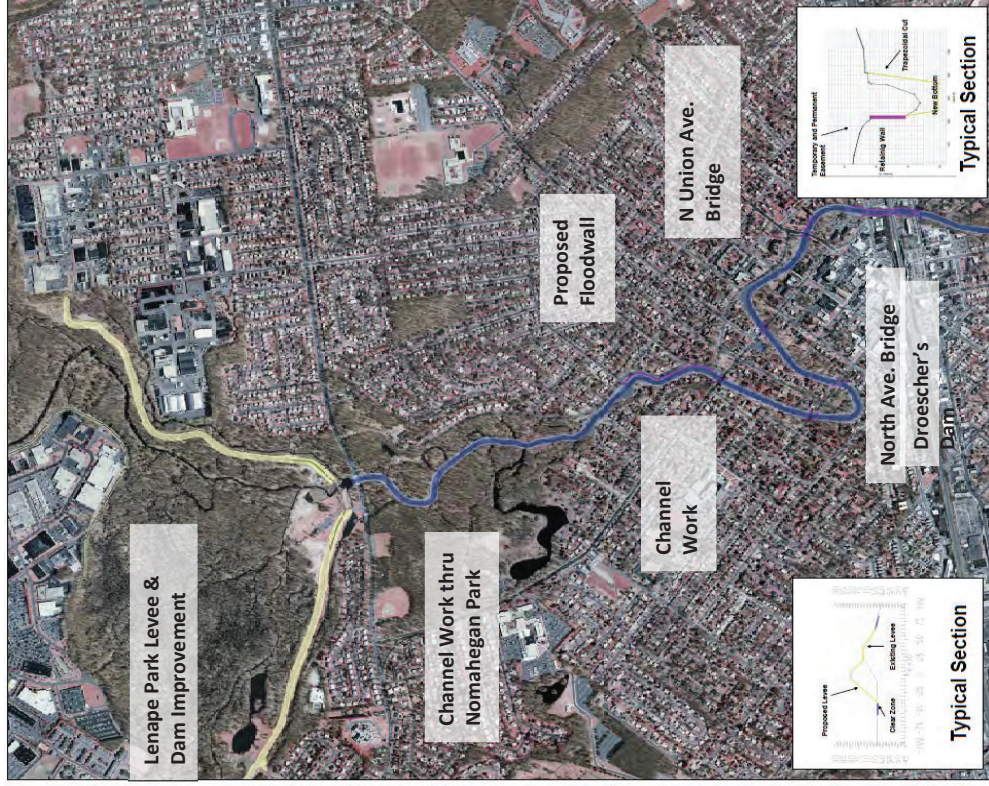 Lenape Park Levee &
Dam Improvement
Channel Work thru
Nomahegan Park
Channel
Work
Proposed
Floodwall
N Union Ave.
Bridge
North Ave. Bridge
Droescher's
Dam
Proposed Levee
Clear Zone
Existing Levee
Typical Section
Temporary and Permanent
Easement
Retainig Wall
Trapezoidal Cut
New Bottom
Typical Section